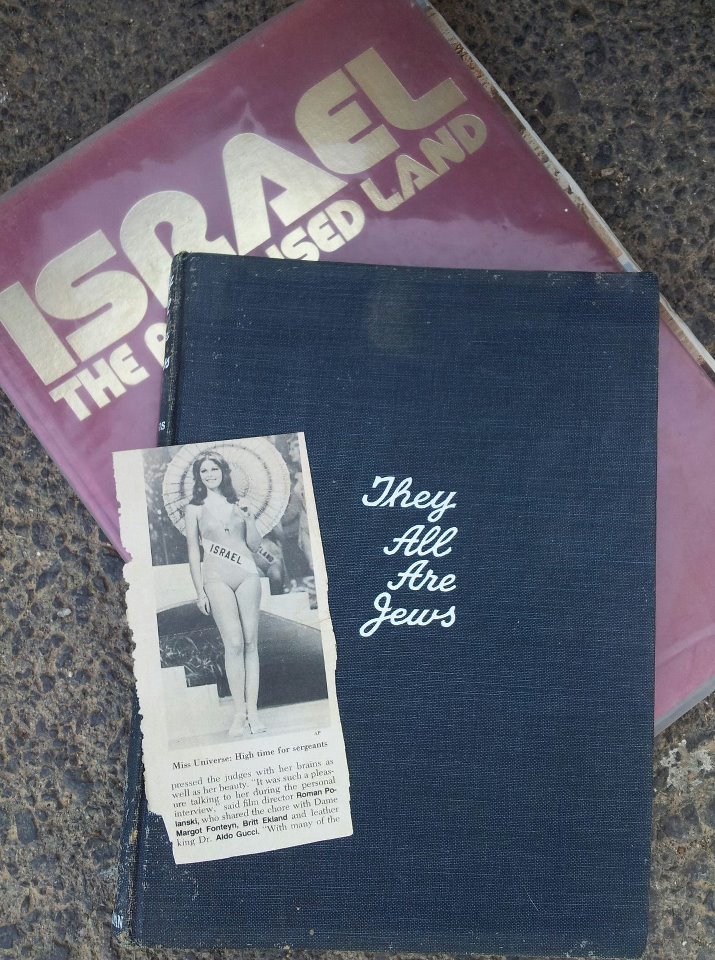 ISRAEL
THE LAND
They
All
Are
Jews
ISRAEL
AP
Miss Universe: High time for sergeants
pressed the judges with her brains as
well as her beauty. "It was such a pleas-
ure talking to her during the personal
interview," said film director Roman Po-
lanski, who shared the chore with Dame
Margot Fonteyn, Britt Ekland and leather
king Dr. Aldo Gucci. "With many of the